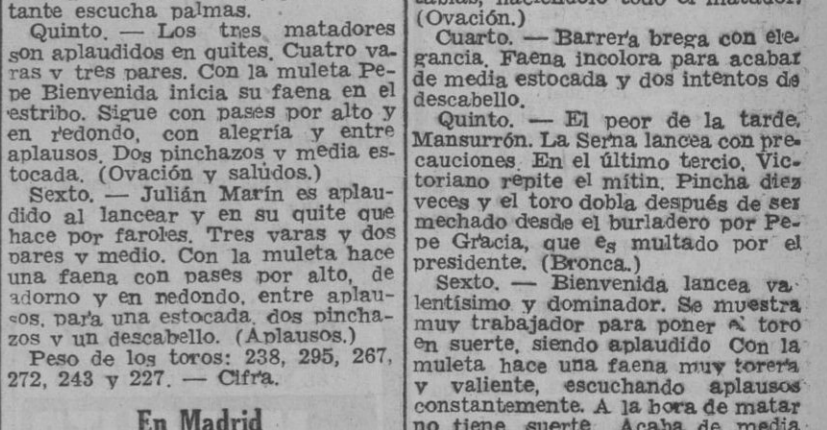 tante escucha palmas.
Quinto. — Los tres matadores
son aplaudidos en quites. Cuatro va-
ras y tres pares. Con la muleta Pe-
pe Bienvenida inicia su faena en el
estribo. Sigue con pases por alto y
en redondo, con alegría y entre
aplausos. Dos pinchazos y media es-
tocada. (Ovación y saludos.)
Sexto. — Julián Marín es aplau-
dido al lancear y en su quite que
hace por faroles. Tres varas y dos
pares y medio. Con la muleta hace
una faena con pases por alto, de
adorno y en redondo, entre aplau-
sos, para una estocada, dos pincha-
zos y un descabello. (Aplausos.)
Peso de los toros: 238, 295, 267,
272, 243 y 227. — Cifra.
En Madrid
(Ovación.)
Cuarto. — Barrera brega con ele-
gancia. Faena incolora para acabar
de media estocada y dos intentos de
descabello.
Quinto. — El peor de la tarde.
Mansurrón. La Serna lancea con pre-
cauciones. En el último tercio, Vic-
toriano repite el mitin. Pincha diez
veces y el toro dobla después de ser
mechado desde el burladero por Pe-
pe Gracia, que es multado por el
presidente. (Bronca.)
Sexto. — Bienvenida lancea va-
lentísimo y dominador. Se muestra
muy trabajador para poner toro
en suerte, siendo aplaudido Con la
muleta hace una faena muy torera
y valiente, escuchando aplausos
constantemente. A la hora de matar
no tiene suerte. Acaba de media